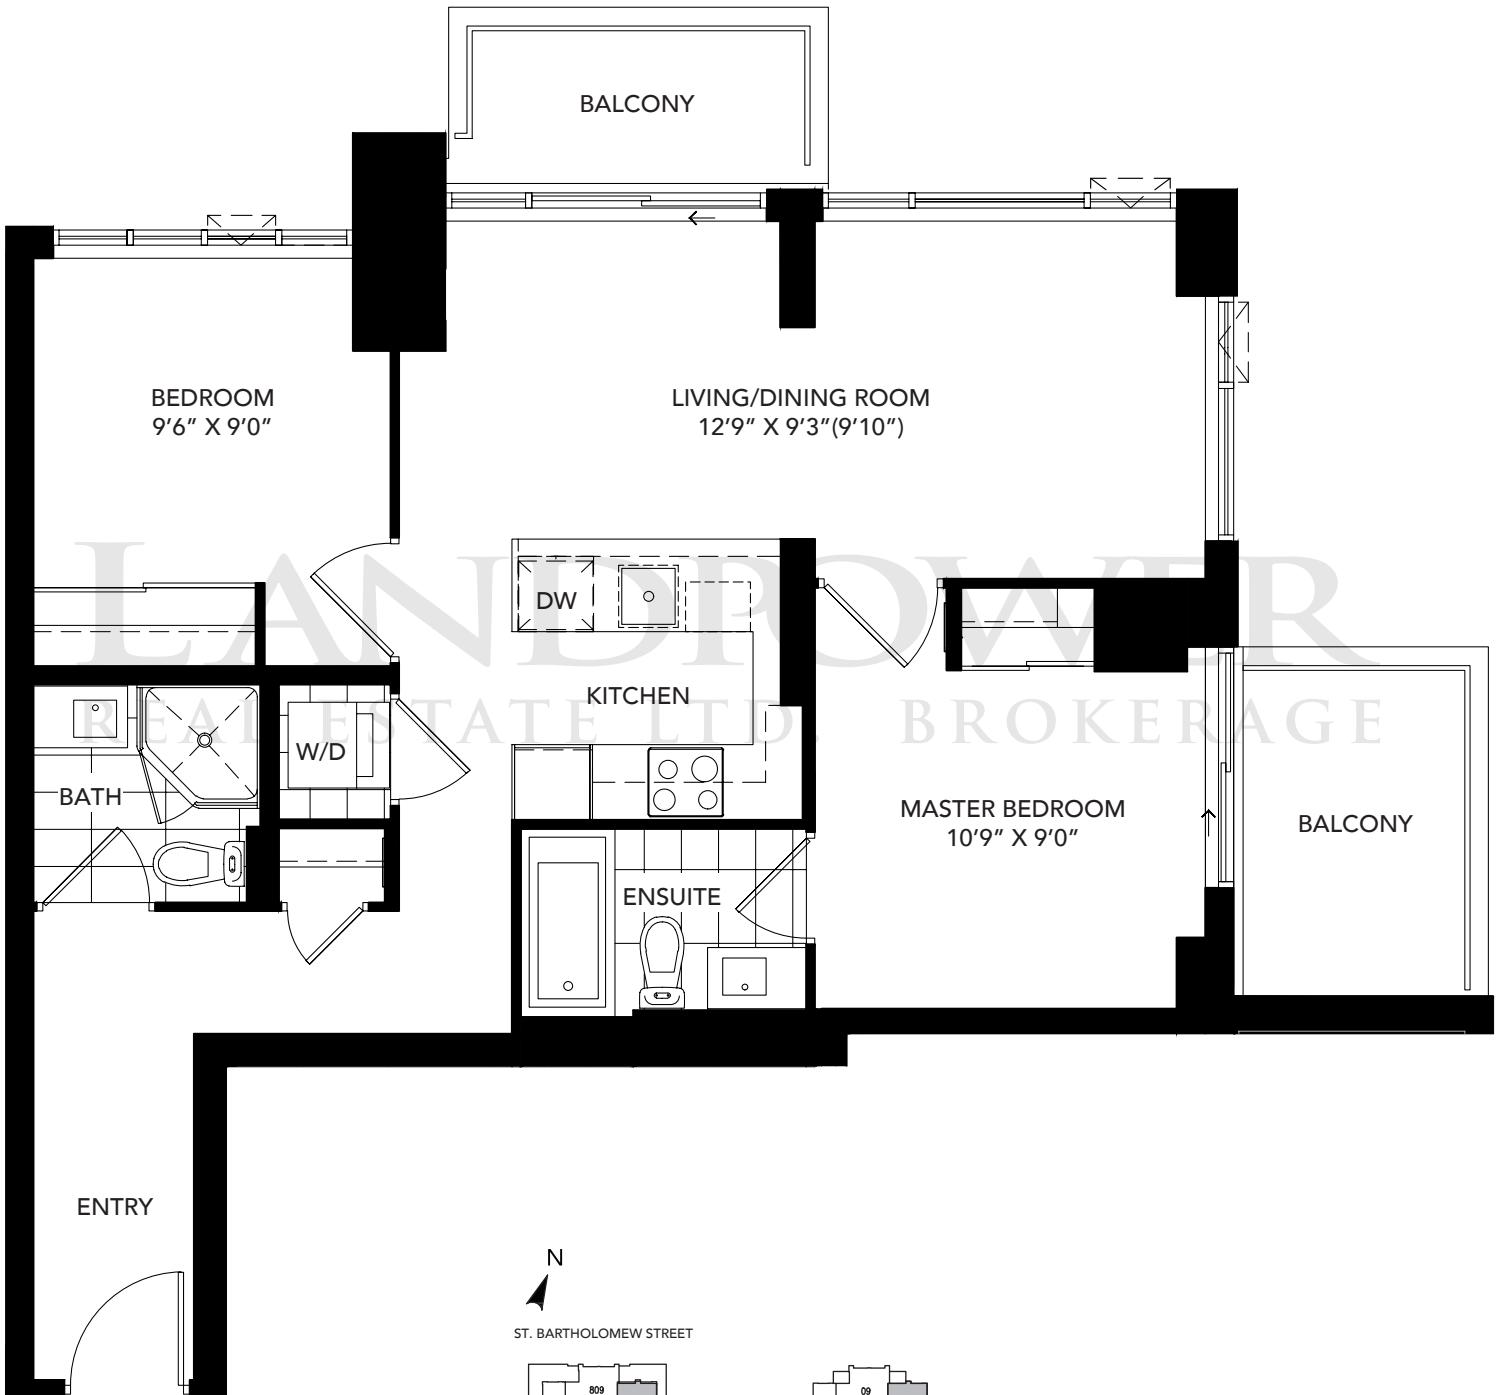 BALCONY
BEDROOM
9'6" X 9'0"
LIVING/DINING ROOM
12'9" X 9'3"(9'10")
LANDPOWER
REAL ESTATE LTD. BROKERAGE
DW
KITCHEN
W/D
BATH
MASTER BEDROOM
10'9" X 9'0"
BALCONY
ENSUITE
ENTRY
N
ST. BARTHOLOMEW STREET
809
09